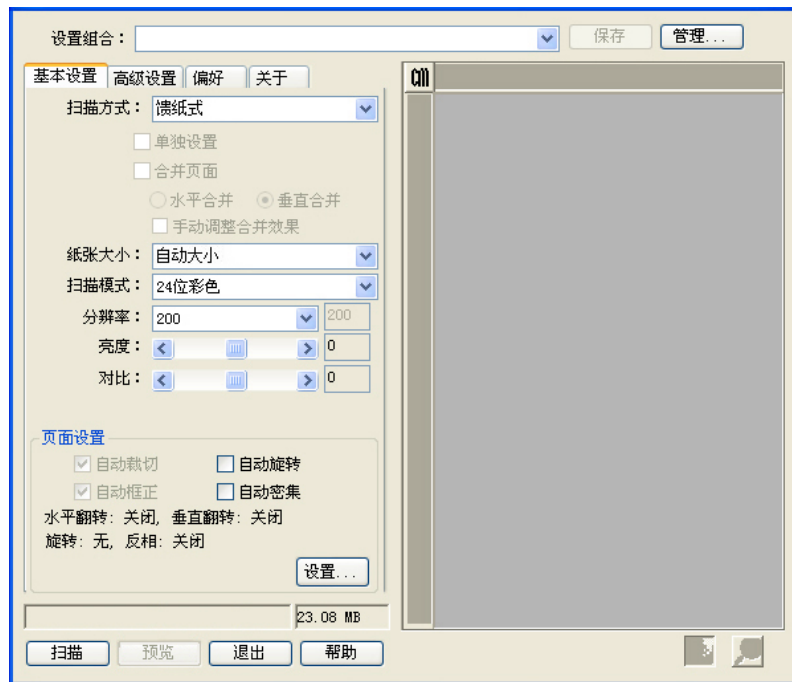 设置组合：
保存
管理...
基本设置 高级设置 偏好 关于
cm
扫描方式： 馈纸式
单独设置
合并页面
水平合并 垂直合并
手动调整合并效果
纸张大小： 自动大小
扫描模式： 24位彩色
分辨率： 200 200
亮度： 0
对比： 0
页面设置
自动裁切 自动旋转
自动框正 自动密集
水平翻转: 关闭, 垂直翻转: 关闭
旋转: 无, 反相: 关闭
设置...
23.08 MB
扫描 预览 退出 帮助